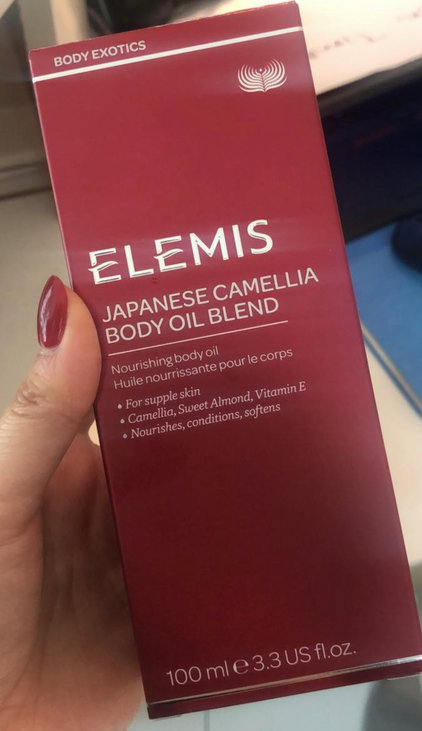 BODY EXOTICS
ELEMIS
JAPANESE CAMELLIA
BODY OIL BLEND
Nourishing body oil
Huile nourrissante pour le corps
• For supple skin
• Camellia, Sweet Almond, Vitamin E
• Nourishes, conditions, softens
100 ml ℮ 3.3 US fl.oz.